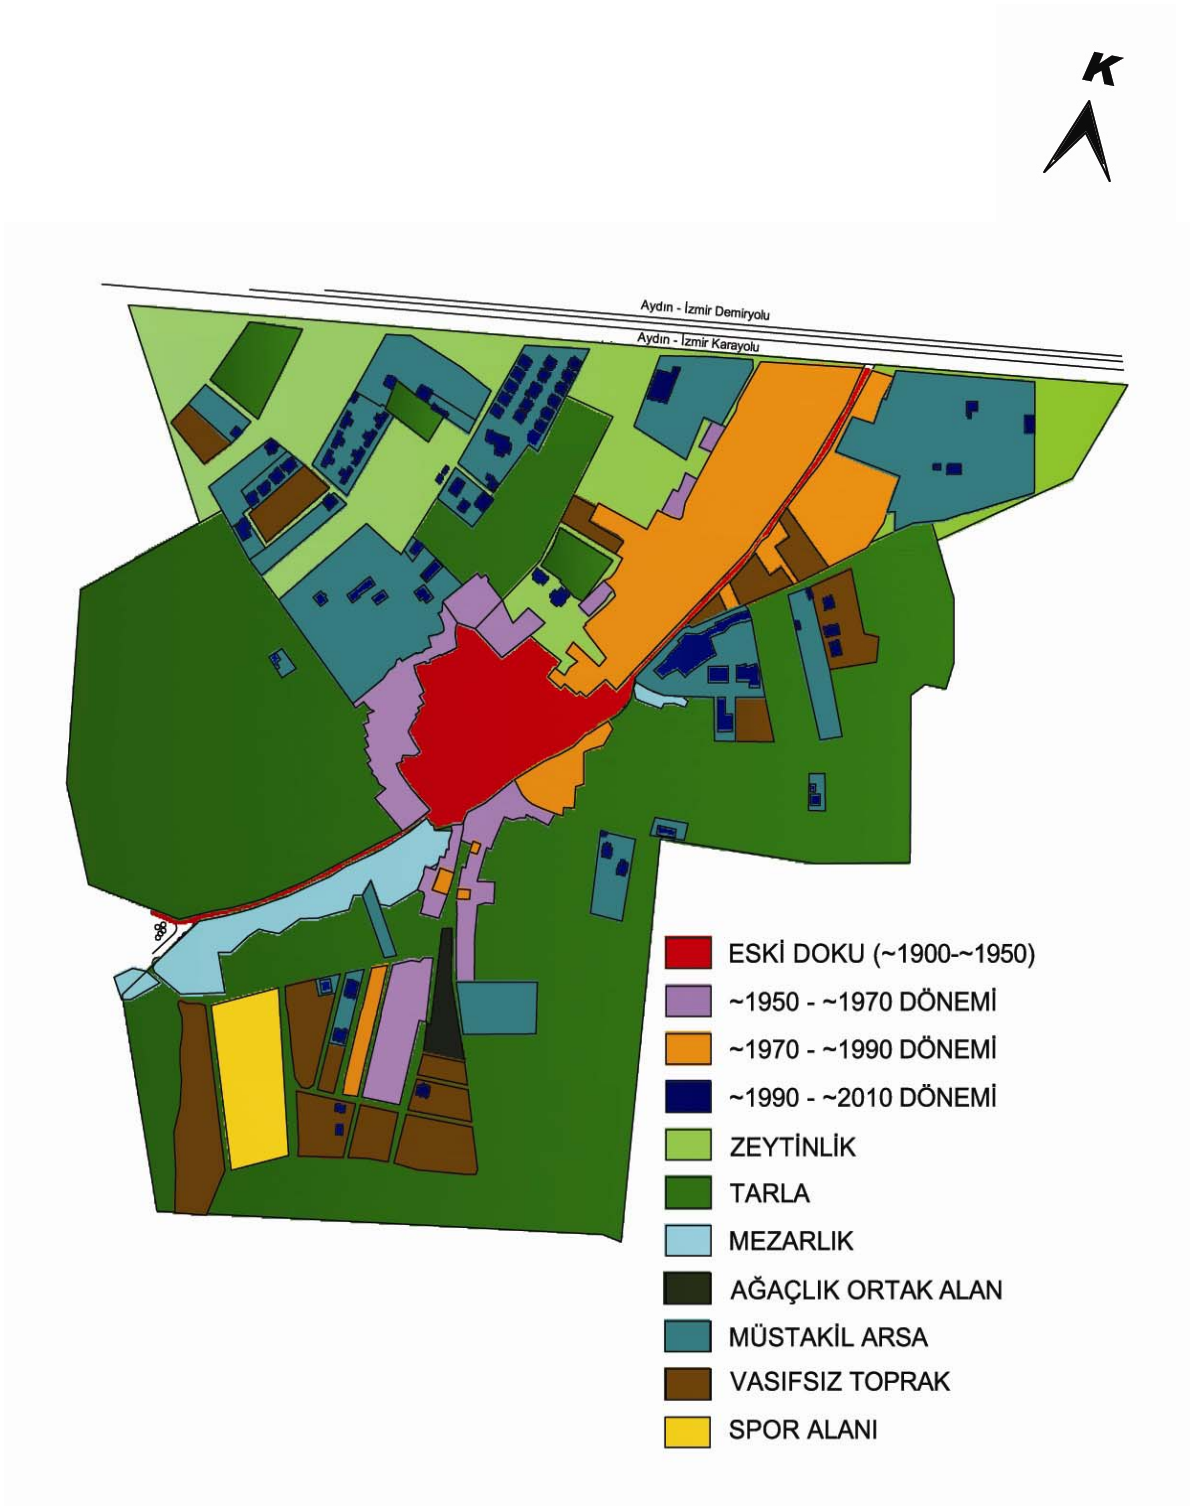 K
Aydın - İzmir Demiryolu
Aydın - İzmir Karayolu
ESKİ DOKU (~1900-~1950)
~1950 - ~1970 DÖNEMİ
~1970 - ~1990 DÖNEMİ
~1990 - ~2010 DÖNEMİ
ZEYTİNLİK
TARLA
MEZARLIK
AĞAÇLIK ORTAK ALAN
MÜSTAKİL ARSA
VASIFSIZ TOPRAK
SPOR ALANI